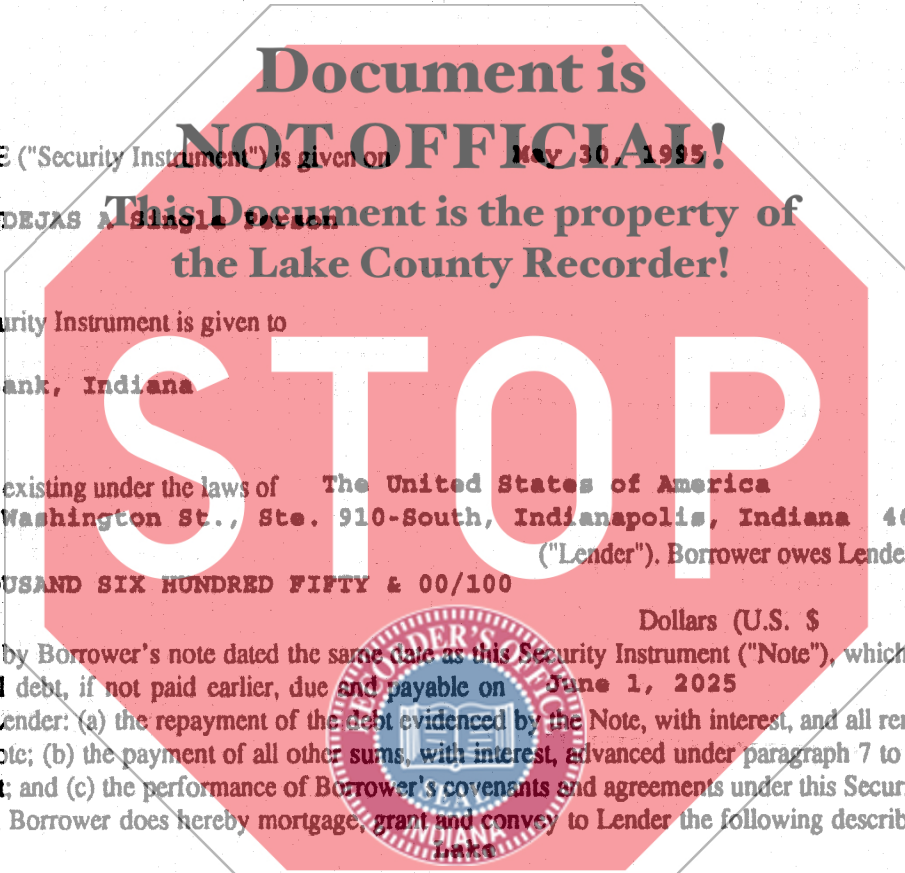 Document is
NOT OFFICIAL!
("Security Instrument") is given on May 30, 1995
This Document is the property of
DEJAS A Single Person
the Lake County Recorder!
urity Instrument is given to
STOP
ank, Indiana
existing under the laws of The United States of America
Washington St., Ste. 910-South, Indianapolis, Indiana 46
("Lender"). Borrower owes Lende
USAND SIX HUNDRED FIFTY & 00/100
Dollars (U.S. $
RECORDER'S OFFICE
by Borrower's note dated the same date as this Security Instrument ("Note"), which
debt, if not paid earlier, due and payable on June 1, 2025
ender: (a) the repayment of the debt evidenced by the Note, with interest, and all ren
ote; (b) the payment of all other sums, with interest, advanced under paragraph 7 to
; and (c) the performance of Borrower's covenants and agreements under this Securi
SEAL
Borrower does hereby mortgage, grant and convey to Lender the following describ
INDIANA
Lake